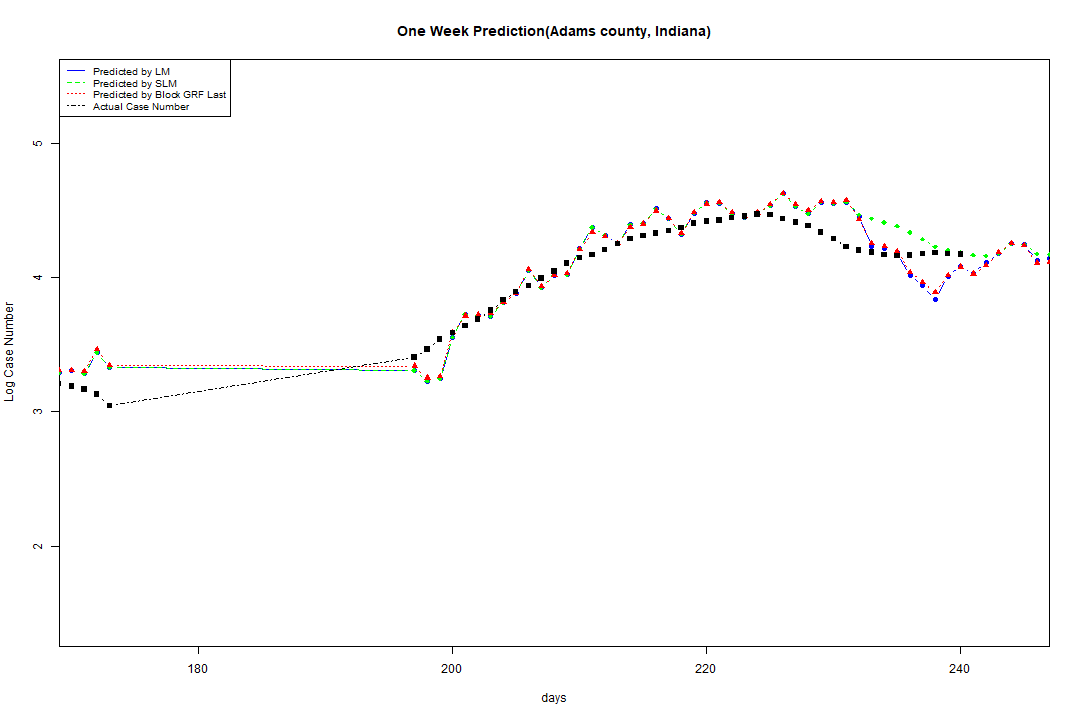 One Week Prediction(Adams county, Indiana)
Predicted by LM
Predicted by SLM
Predicted by Block GRF Last
Actual Case Number
5
4
3
2
Log Case Number
180
200
220
240
days